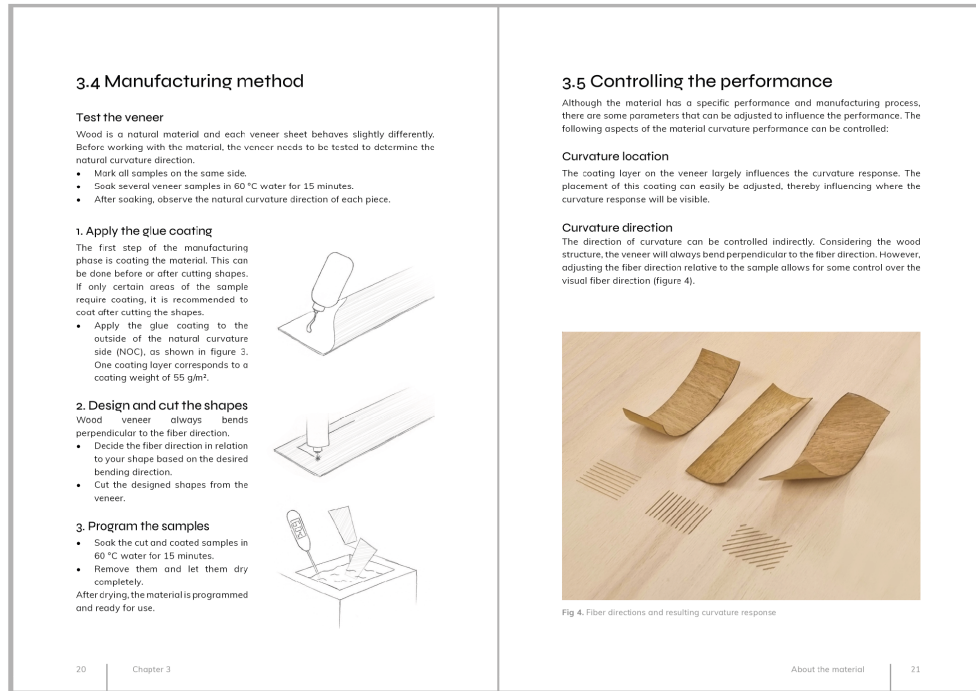 3.4 Manufacturing method
Test the veneer
Wood is a natural material and each veneer sheet behaves slightly differently.
Before working with the material, the veneer needs to be tested to determine the
natural curvature direction.
• Mark all samples on the same side.
• Soak several veneer samples in 60 °C water for 15 minutes.
• After soaking, observe the natural curvature direction of each piece.
1. Apply the glue coating
The first step of the manufacturing
phase is coating the material. This can
be done before or after cutting shapes.
If only certain areas of the sample
require coating, it is recommended to
coat after cutting the shapes.
• Apply the glue coating to the
outside of the natural curvature
side (NOC), as shown in figure 3.
One coating layer corresponds to a
coating weight of 55 g/m².
2. Design and cut the shapes
Wood veneer always bends
perpendicular to the fiber direction.
• Decide the fiber direction in relation
to your shape based on the desired
bending direction.
• Cut the designed shapes from the
veneer.
3. Program the samples
• Soak the cut and coated samples in
60 °C water for 15 minutes.
• Remove them and let them dry
completely.
After drying, the material is programmed
and ready for use.
20 Chapter 3
3.5 Controlling the performance
Although the material has a specific performance and manufacturing process,
there are some parameters that can be adjusted to influence the performance. The
following aspects of the material curvature performance can be controlled:
Curvature location
The coating layer on the veneer largely influences the curvature response. The
placement of this coating can easily be adjusted, thereby influencing where the
curvature response will be visible.
Curvature direction
The direction of curvature can be controlled indirectly. Considering the wood
structure, the veneer will always bend perpendicular to the fiber direction. However,
adjusting the fiber direction relative to the sample allows for some control over the
visual fiber direction (figure 4).
Fig 4. Fiber directions and resulting curvature response
About the material 21